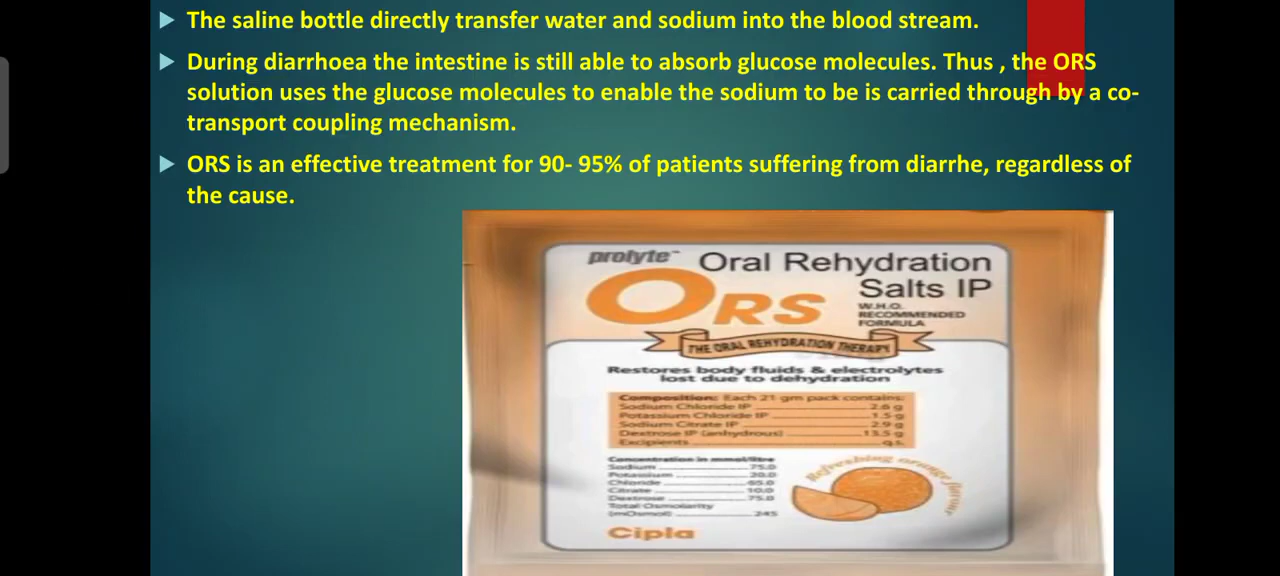 The saline bottle directly transfer water and sodium into the blood stream.
During diarrhoea the intestine is still able to absorb glucose molecules. Thus , the ORS
solution uses the glucose molecules to enable the sodium to be is carried through by a co-
transport coupling mechanism.
ORS is an effective treatment for 90- 95% of patients suffering from diarrhe, regardless of
the cause.
prolyte™ Oral Rehydration
Salts IP
ORS
W.H.O.
RECOMMENDED
FORMULA
THE ORAL REHYDRATION THERAPY
Restores body fluids & electrolytes
lost due to dehydration
Composition: Each 21 gm pack contains:
Sodium Chloride IP 2.6 g
Potassium Chloride IP 1.5 g
Sodium Citrate IP 2.9 g
Dextrose IP (anhydrous) 13.5 g
Excipients q.s.
Concentration in mmol/litre
Sodium 75.0
Potassium 20.0
Chloride 65.0
Citrate 10.0
Dextrose 75.0
Total Osmolarity
(mOsmol) 245
Refreshing orange flavour
Cipla